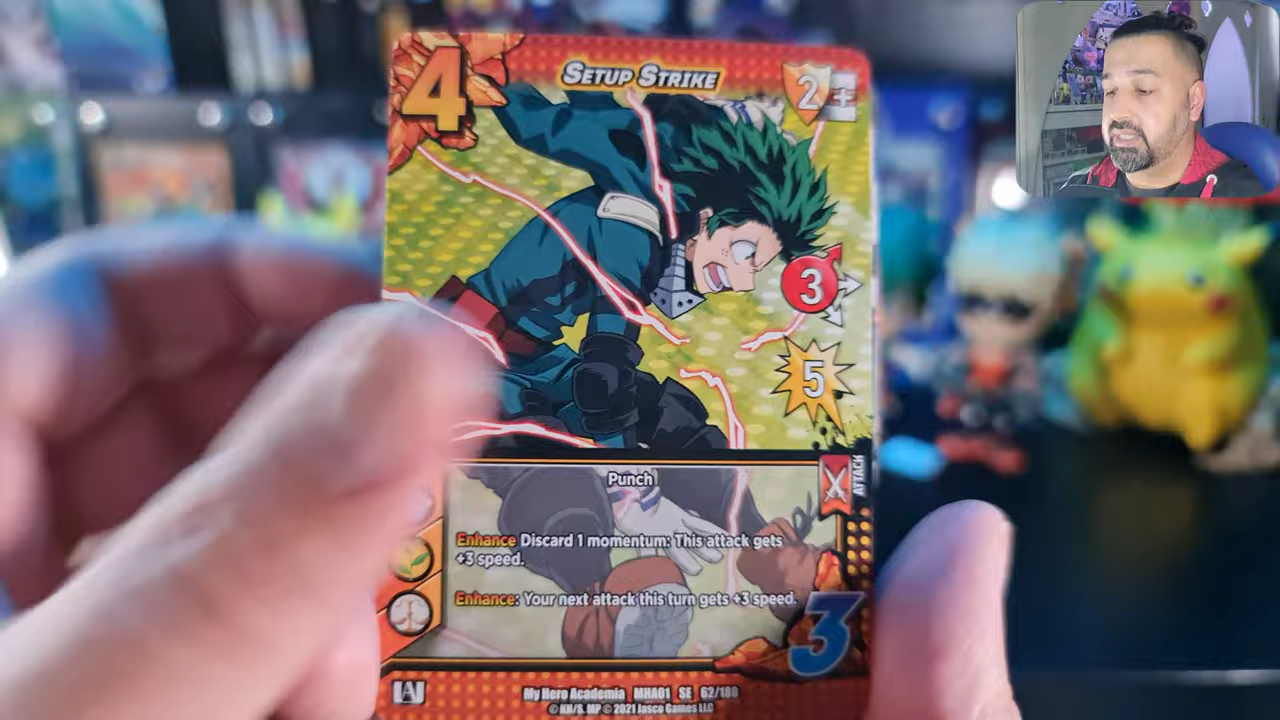 4
SETUP STRIKE
2 +
3
5
Punch
ATTACK
Enhance Discard 1 momentum: This attack gets
+3 speed.
Enhance: Your next attack this turn gets +3 speed.
3
My Hero Academia MHA01 SE 62/180
© KH/S. MP © 2021 Jasco Games LLC